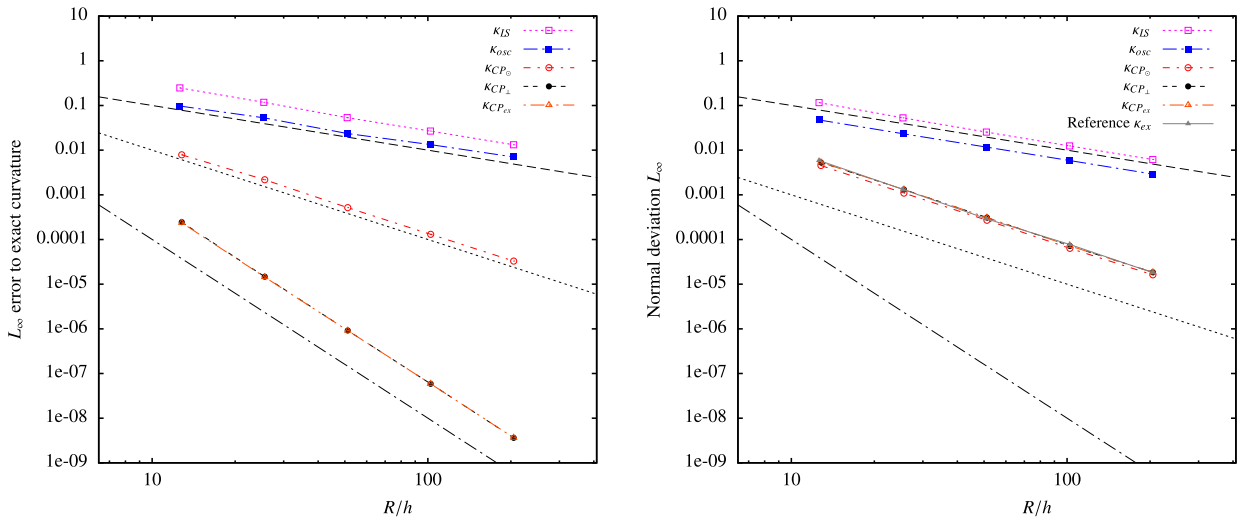 10
1
0.1
0.01
0.001
0.0001
1e-05
1e-06
1e-07
1e-08
1e-09
10
100
R/h
L∞ error to exact curvature
κLS
κosc
κCP⊙
κCP⊥
κCPex
10
1
0.1
0.01
0.001
0.0001
1e-05
1e-06
1e-07
1e-08
1e-09
10
100
R/h
Normal deviation L∞
κLS
κosc
κCP⊙
κCP⊥
κCPex
Reference κex